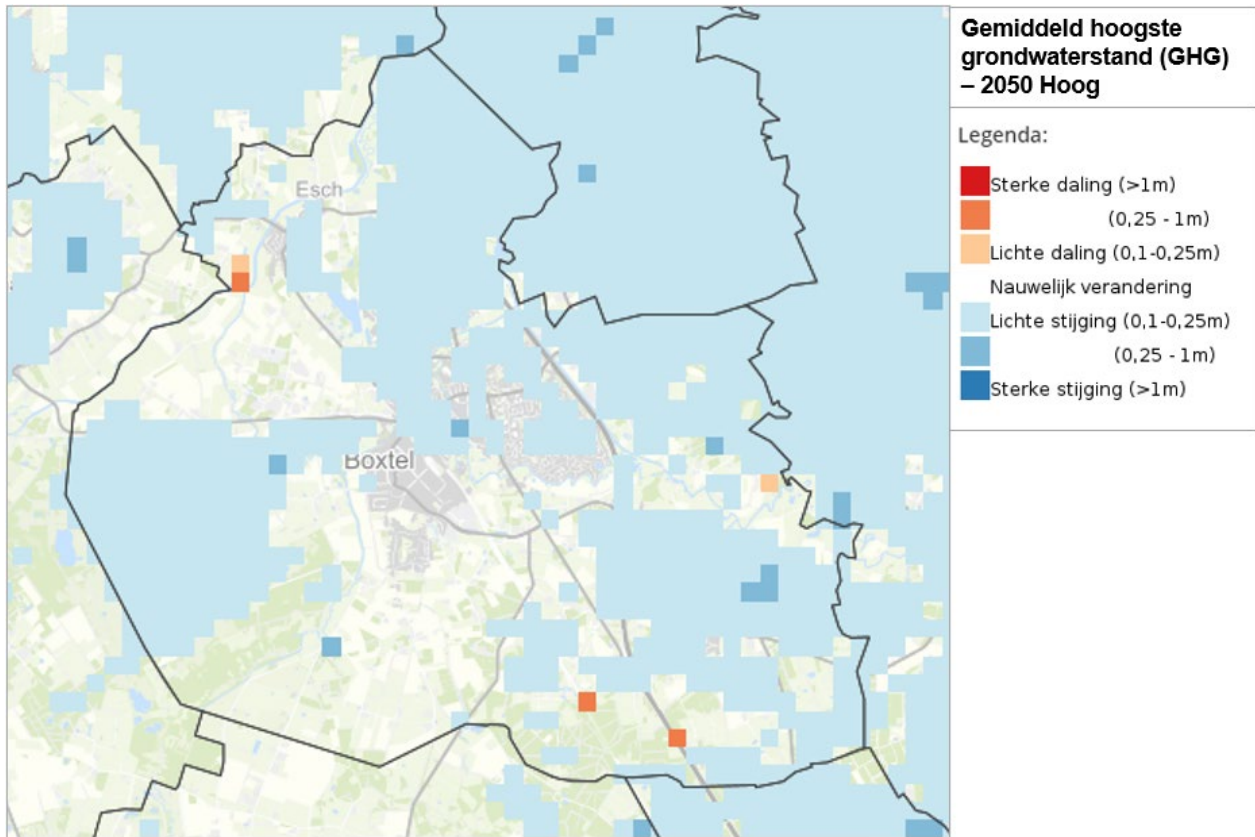 Gemiddeld hoogste
grondwaterstand (GHG)
– 2050 Hoog
Legenda:
Sterke daling (>1m)
(0,25 - 1m)
Lichte daling (0,1-0,25m)
Nauwelijk verandering
Lichte stijging (0,1-0,25m)
(0,25 - 1m)
Sterke stijging (>1m)
Esch
Boxtel